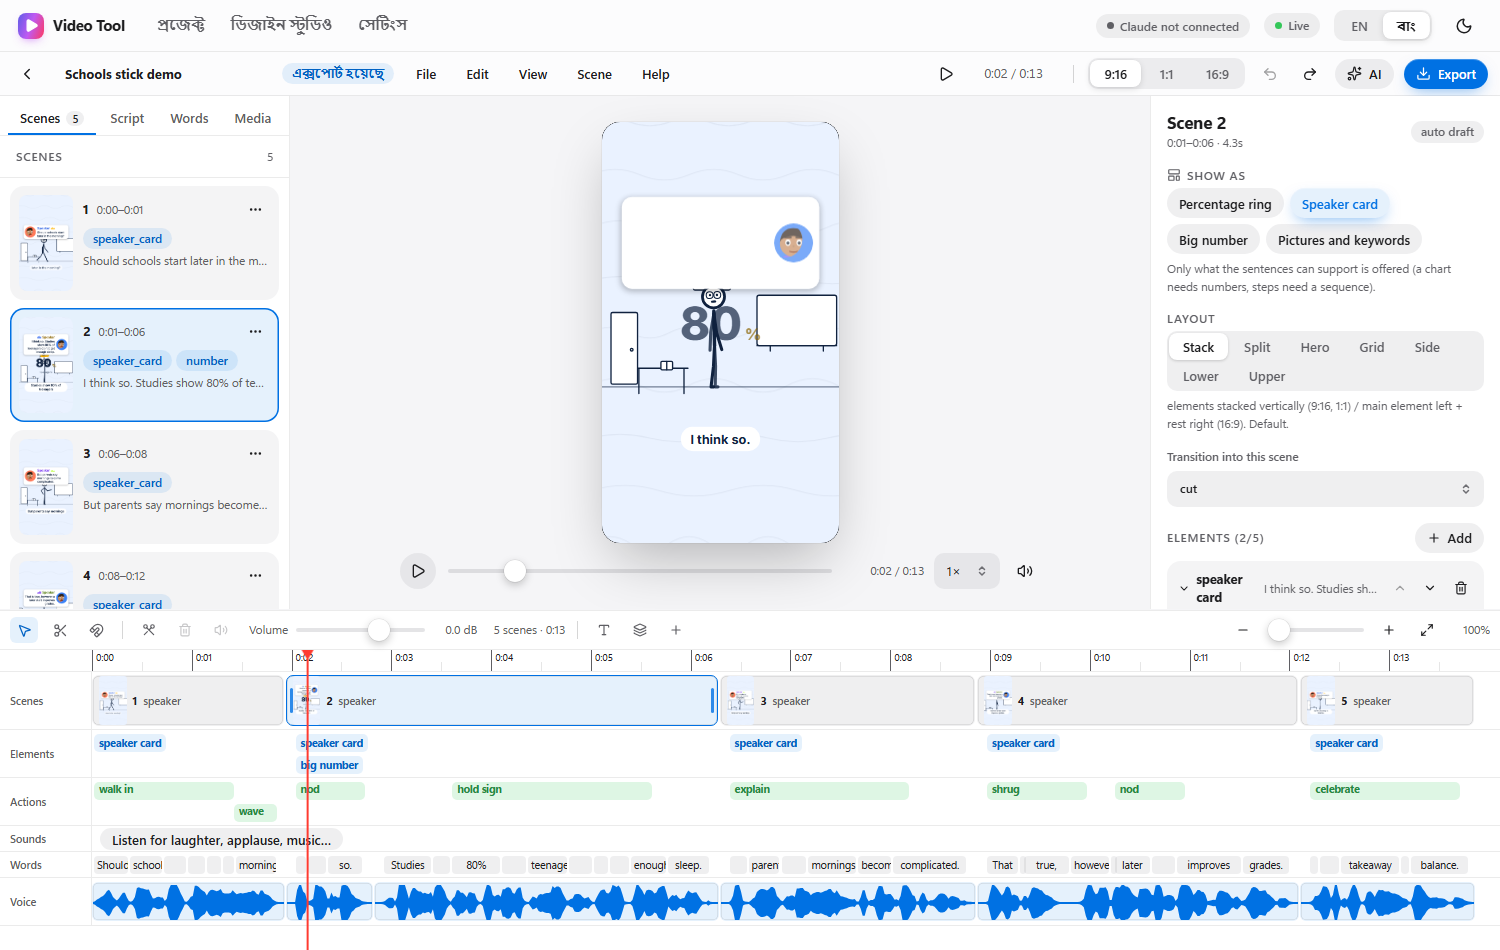 Video Tool
প্রজেক্ট
ডিজাইন স্টুডিও
সেটিংস
Claude not connected
Live
EN
বাং
Schools stick demo
এক্সপোর্ট হয়েছে
File
Edit
View
Scene
Help
0:02 / 0:13
9:16
1:1
16:9
AI
Export
Scenes 5
Script
Words
Media
SCENES
5
1 0:00–0:01
speaker_card
Should schools start later in the m...
2 0:01–0:06
speaker_card
number
I think so. Studies show 80% of te...
3 0:06–0:08
speaker_card
But parents say mornings become...
4 0:08–0:12
speaker_card
80%
I think so.
0:02 / 0:13
1×
Scene 2
0:01–0:06 · 4.3s
auto draft
SHOW AS
Percentage ring
Speaker card
Big number
Pictures and keywords
Only what the sentences can support is offered (a chart
needs numbers, steps need a sequence).
LAYOUT
Stack
Split
Hero
Grid
Side
Lower
Upper
elements stacked vertically (9:16, 1:1) / main element left +
rest right (16:9). Default.
Transition into this scene
cut
ELEMENTS (2/5)
Add
speaker
card
I think so. Studies sh...
Volume
0.0 dB
5 scenes · 0:13
100%
0:00 0:01 0:02 0:03 0:04 0:05 0:06 0:07 0:08 0:09 0:10 0:11 0:12 0:13
Scenes
1 speaker
2 speaker
3 speaker
4 speaker
5 speaker
Elements
speaker card
speaker card
speaker card
speaker card
speaker card
big number
Actions
walk in
nod
hold sign
explain
shrug
nod
celebrate
wave
Sounds
Listen for laughter, applause, music...
Words
school
morning
so.
Studies
80%
teenage
enough
sleep.
paren
mornings
becom
complicated.
That
true,
howeve
later
improves
grades.
takeaway
balance.
Voice